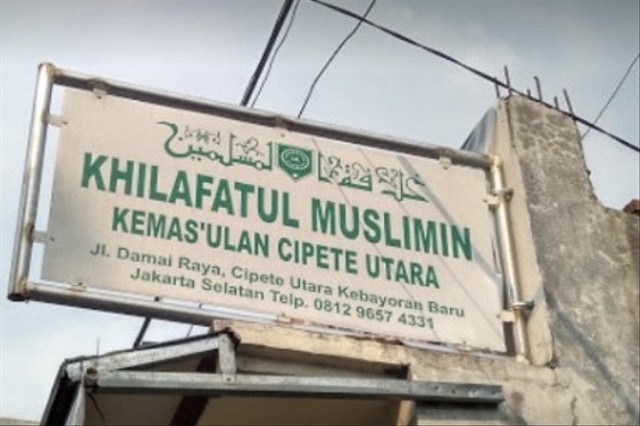 KHILAFATUL MUSLIMIN
KEMAS'ULAN CIPETE UTARA
Jl. Damai Raya, Cipete Utara Kebayoran Baru
Jakarta Selatan Telp. 0812 9657 4331